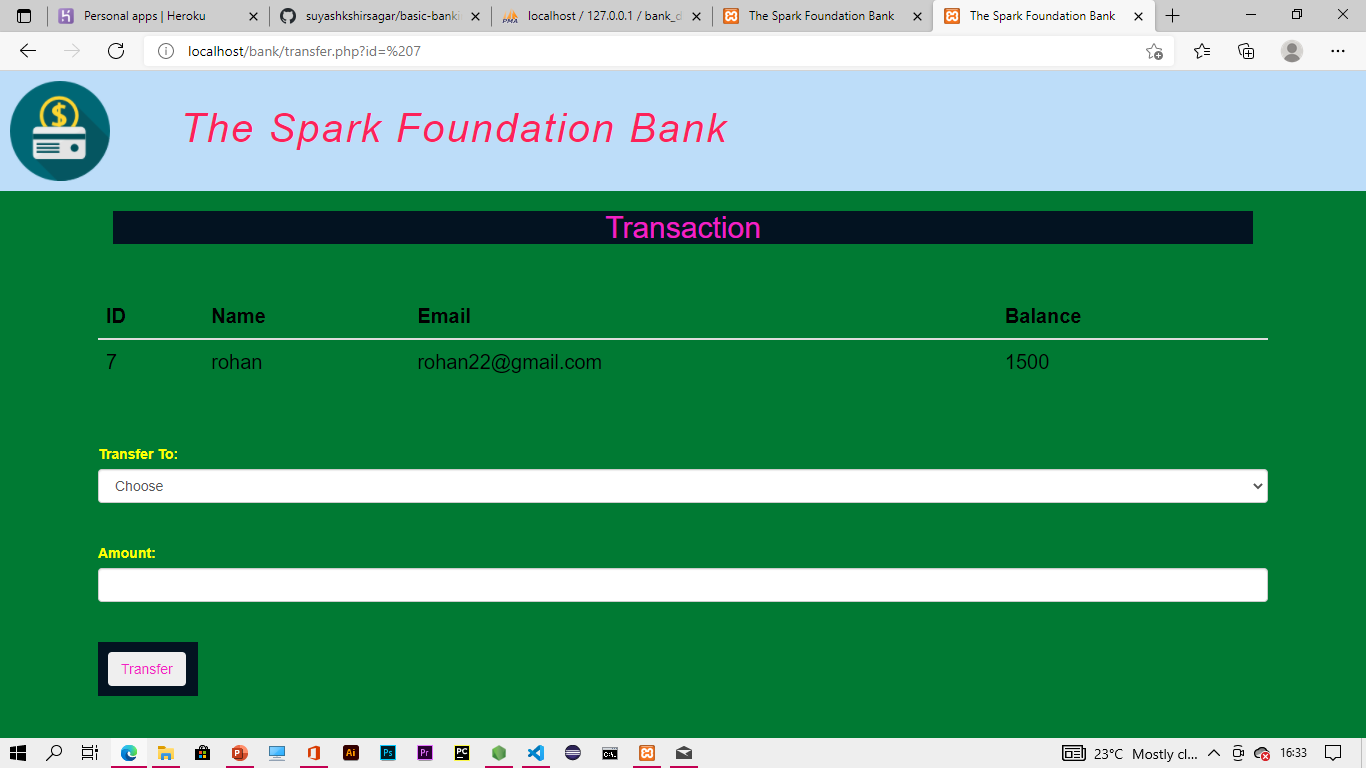 Personal apps | Heroku
suyashkshirsagar/basic-banki
localhost / 127.0.0.1 / bank_d
The Spark Foundation Bank
The Spark Foundation Bank
localhost/bank/transfer.php?id=%207
$
The Spark Foundation Bank
Transaction
ID Name Email Balance
7 rohan rohan22@gmail.com 1500
Transfer To:
Choose
Amount:
Transfer
23°C Mostly cl... 16:33